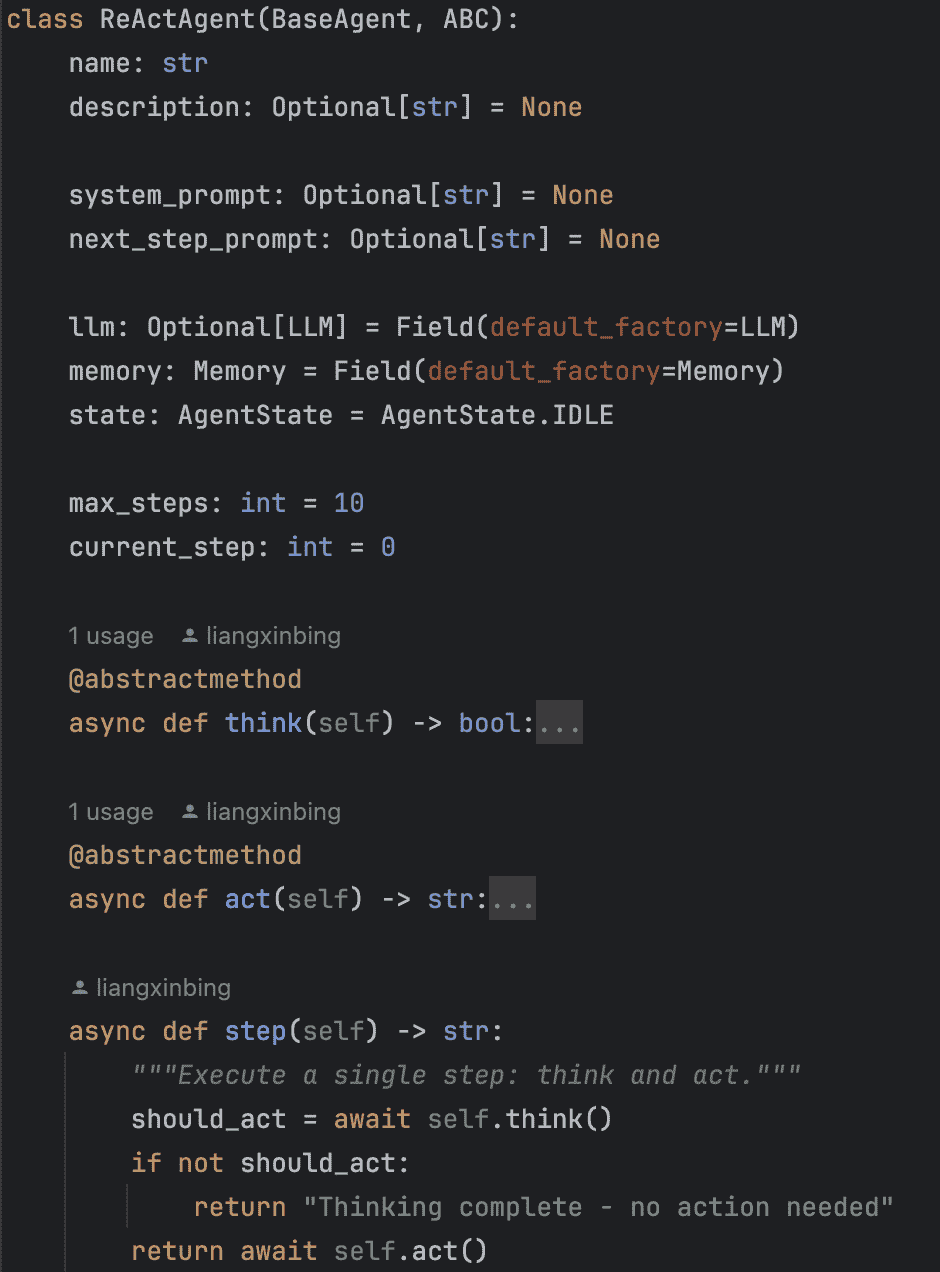 class ReActAgent(BaseAgent, ABC):
    name: str
    description: Optional[str] = None

    system_prompt: Optional[str] = None
    next_step_prompt: Optional[str] = None

    llm: Optional[LLM] = Field(default_factory=LLM)
    memory: Memory = Field(default_factory=Memory)
    state: AgentState = AgentState.IDLE

    max_steps: int = 10
    current_step: int = 0

    1 usage liangxinbing
    @abstractmethod
    async def think(self) -> bool:...

    1 usage liangxinbing
    @abstractmethod
    async def act(self) -> str:...

    liangxinbing
    async def step(self) -> str:
        """Execute a single step: think and act."""
        should_act = await self.think()
        if not should_act:
            return "Thinking complete - no action needed"
        return await self.act()